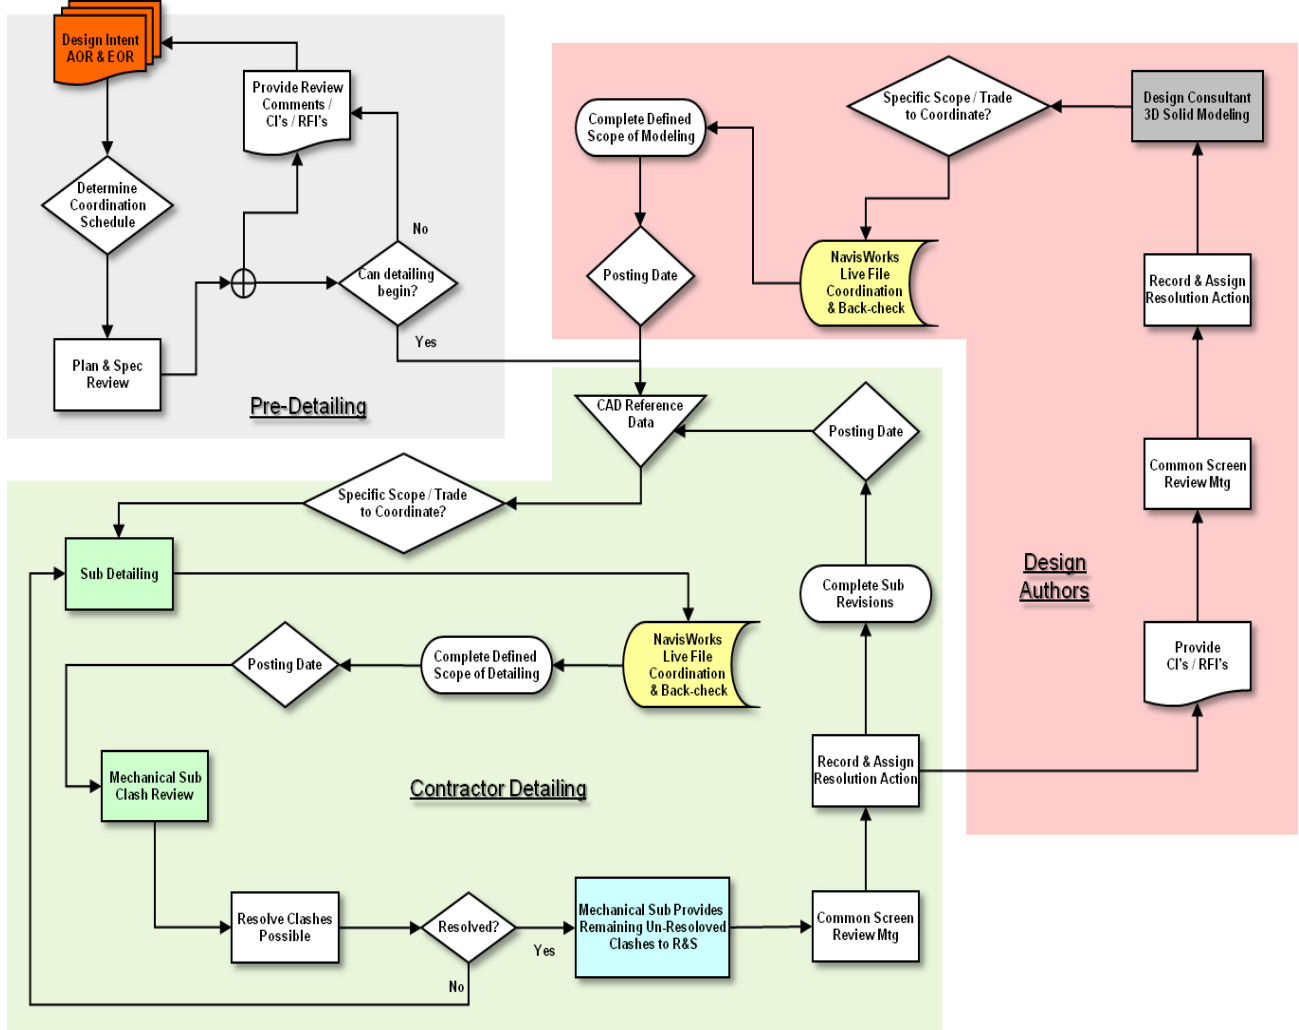 Design Intent
AOR & EOR
Provide Review
Comments /
CI's / RFI's
Determine
Coordination
Schedule
No
Can detailing
begin?
Yes
Plan & Spec
Review
Pre-Detailing
Complete Defined
Scope of Modeling
Specific Scope / Trade
to Coordinate?
Design Consultant
3D Solid Modeling
Posting Date
NavisWorks
Live File
Coordination
& Back-check
Record & Assign
Resolution Action
Common Screen
Review Mtg
Design
Authors
Provide
CI's / RFI's
CAD Reference
Data
Posting Date
Specific Scope / Trade
to Coordinate?
Sub Detailing
Complete Sub
Revisions
Posting Date
Complete Defined
Scope of Detailing
NavisWorks
Live File
Coordination
& Back-check
Mechanical Sub
Clash Review
Contractor Detailing
Record & Assign
Resolution Action
Resolve Clashes
Possible
Resolved?
Yes
No
Mechanical Sub Provides
Remaining Un-Resoloved
Clashes to R&S
Common Screen
Review Mtg